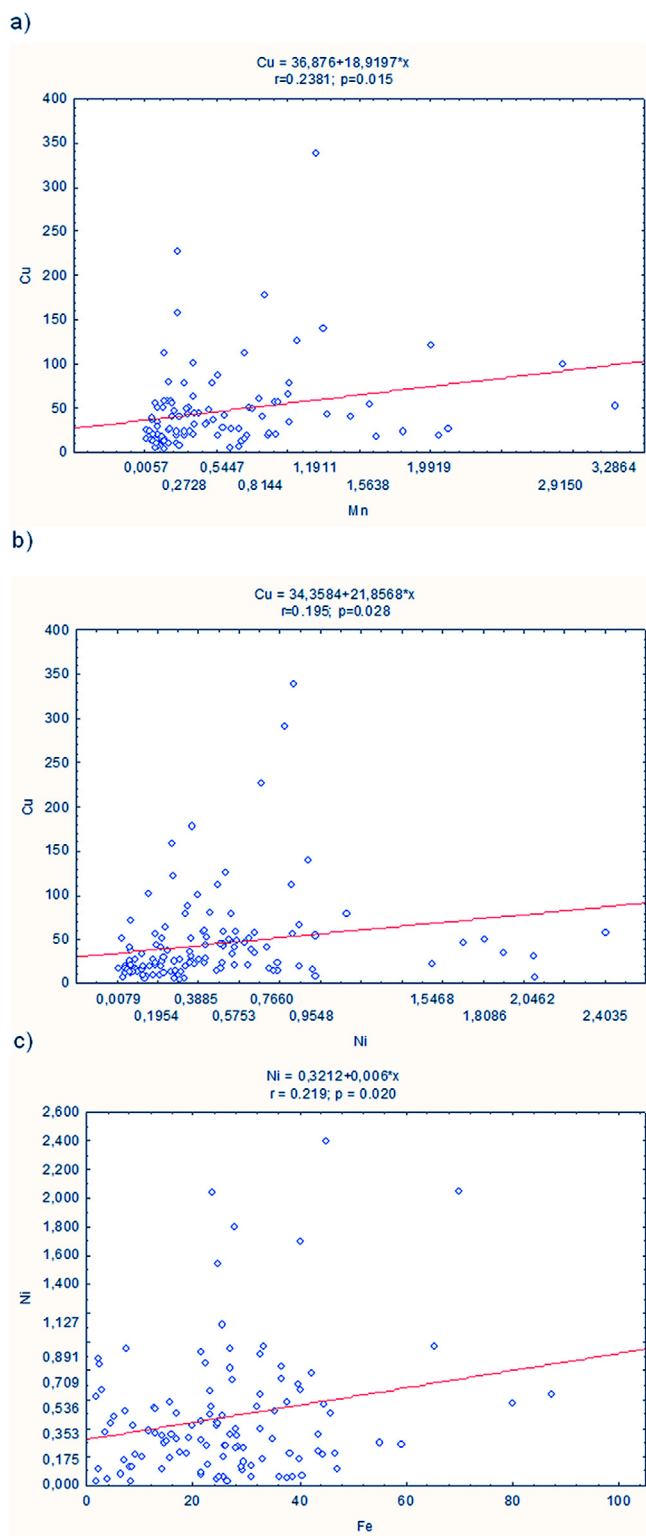 a)
Cu = 36,876+18,9197*x
r=0.2381; p=0.015
400
350
300
250
200
150
100
50
0
Cu
0,0057 0,5447 1,1911 1,9919 3,2864
0,2728 0,8144 1,5638 2,9150
Mn
b)
Cu = 34,3584+21,8568*x
r=0.195; p=0.028
400
350
300
250
200
150
100
50
0
Cu
0,0079 0,3885 0,7660 1,5468 2,0462
0,1954 0,5753 0,9548 1,8086 2,4035
Ni
c)
Ni = 0,3212+0,006*x
r = 0.219; p = 0.020
2,600
2,400
2,000
1,800
1,600
1,400
1,127
0,891
0,709
0,536
0,353
0,175
0,000
Ni
0 20 40 60 80 100
Fe